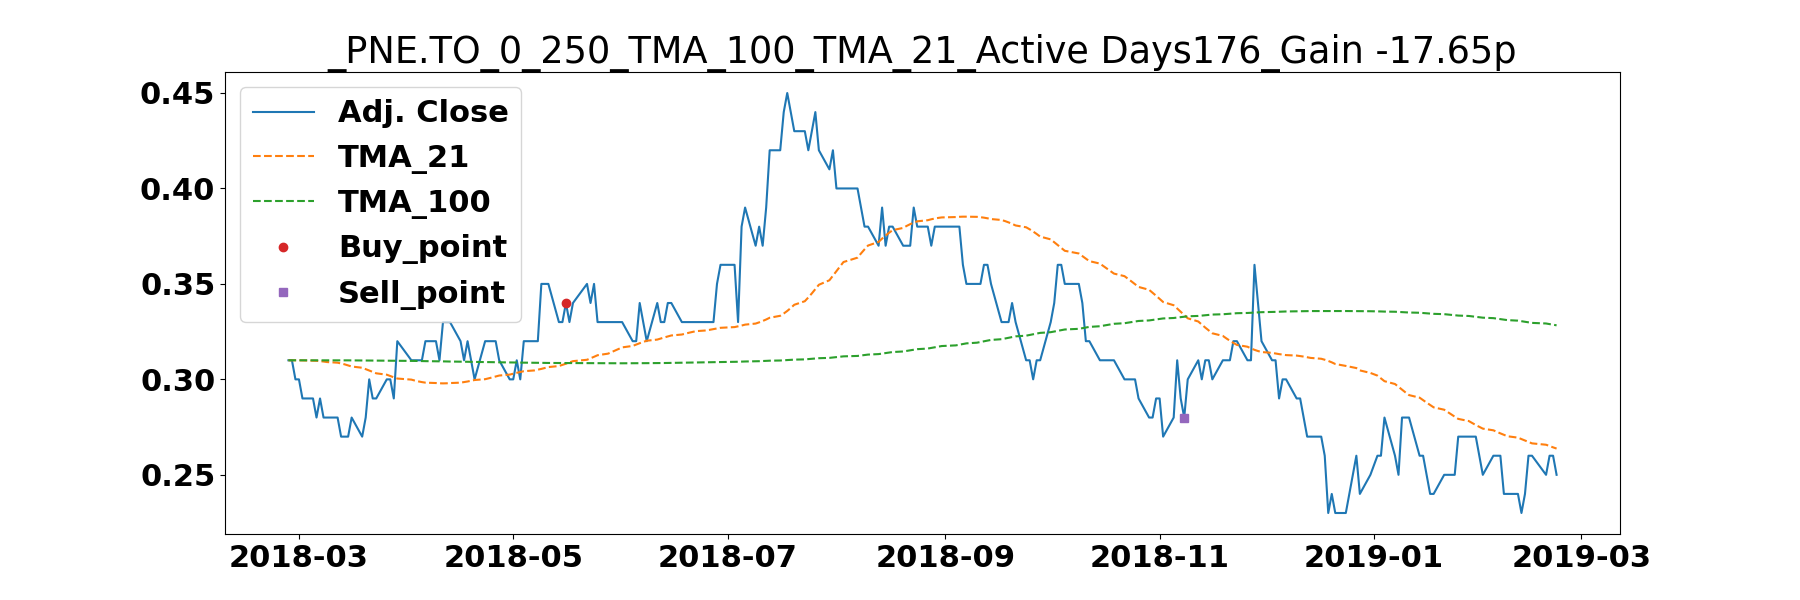 _PNE.TO_0_250_TMA_100_TMA_21_Active Days176_Gain -17.65p
Adj. Close
TMA_21
TMA_100
Buy_point
Sell_point
0.45
0.40
0.35
0.30
0.25
2018-03 2018-05 2018-07 2018-09 2018-11 2019-01 2019-03